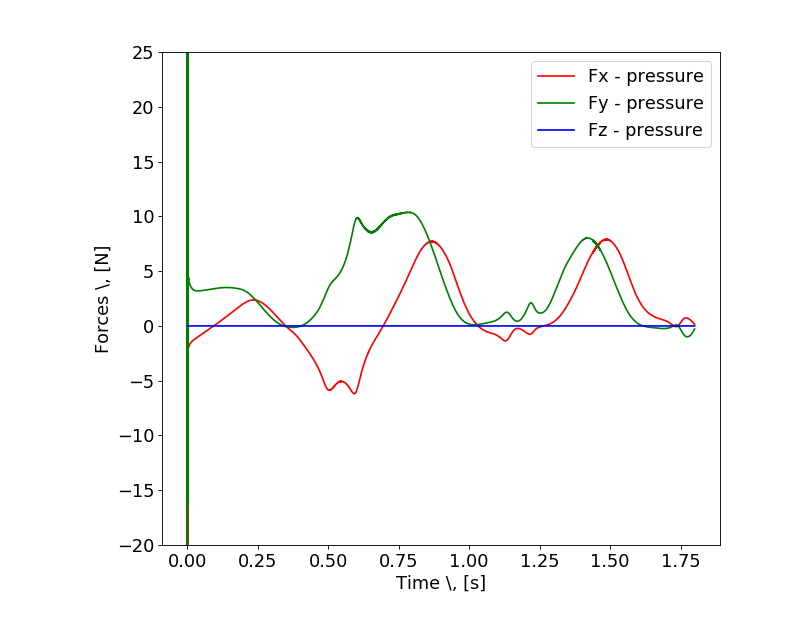 25
20
15
10
5
0
−5
−10
−15
−20
Forces \, [N]
Fx - pressure
Fy - pressure
Fz - pressure
0.00 0.25 0.50 0.75 1.00 1.25 1.50 1.75
Time \, [s]